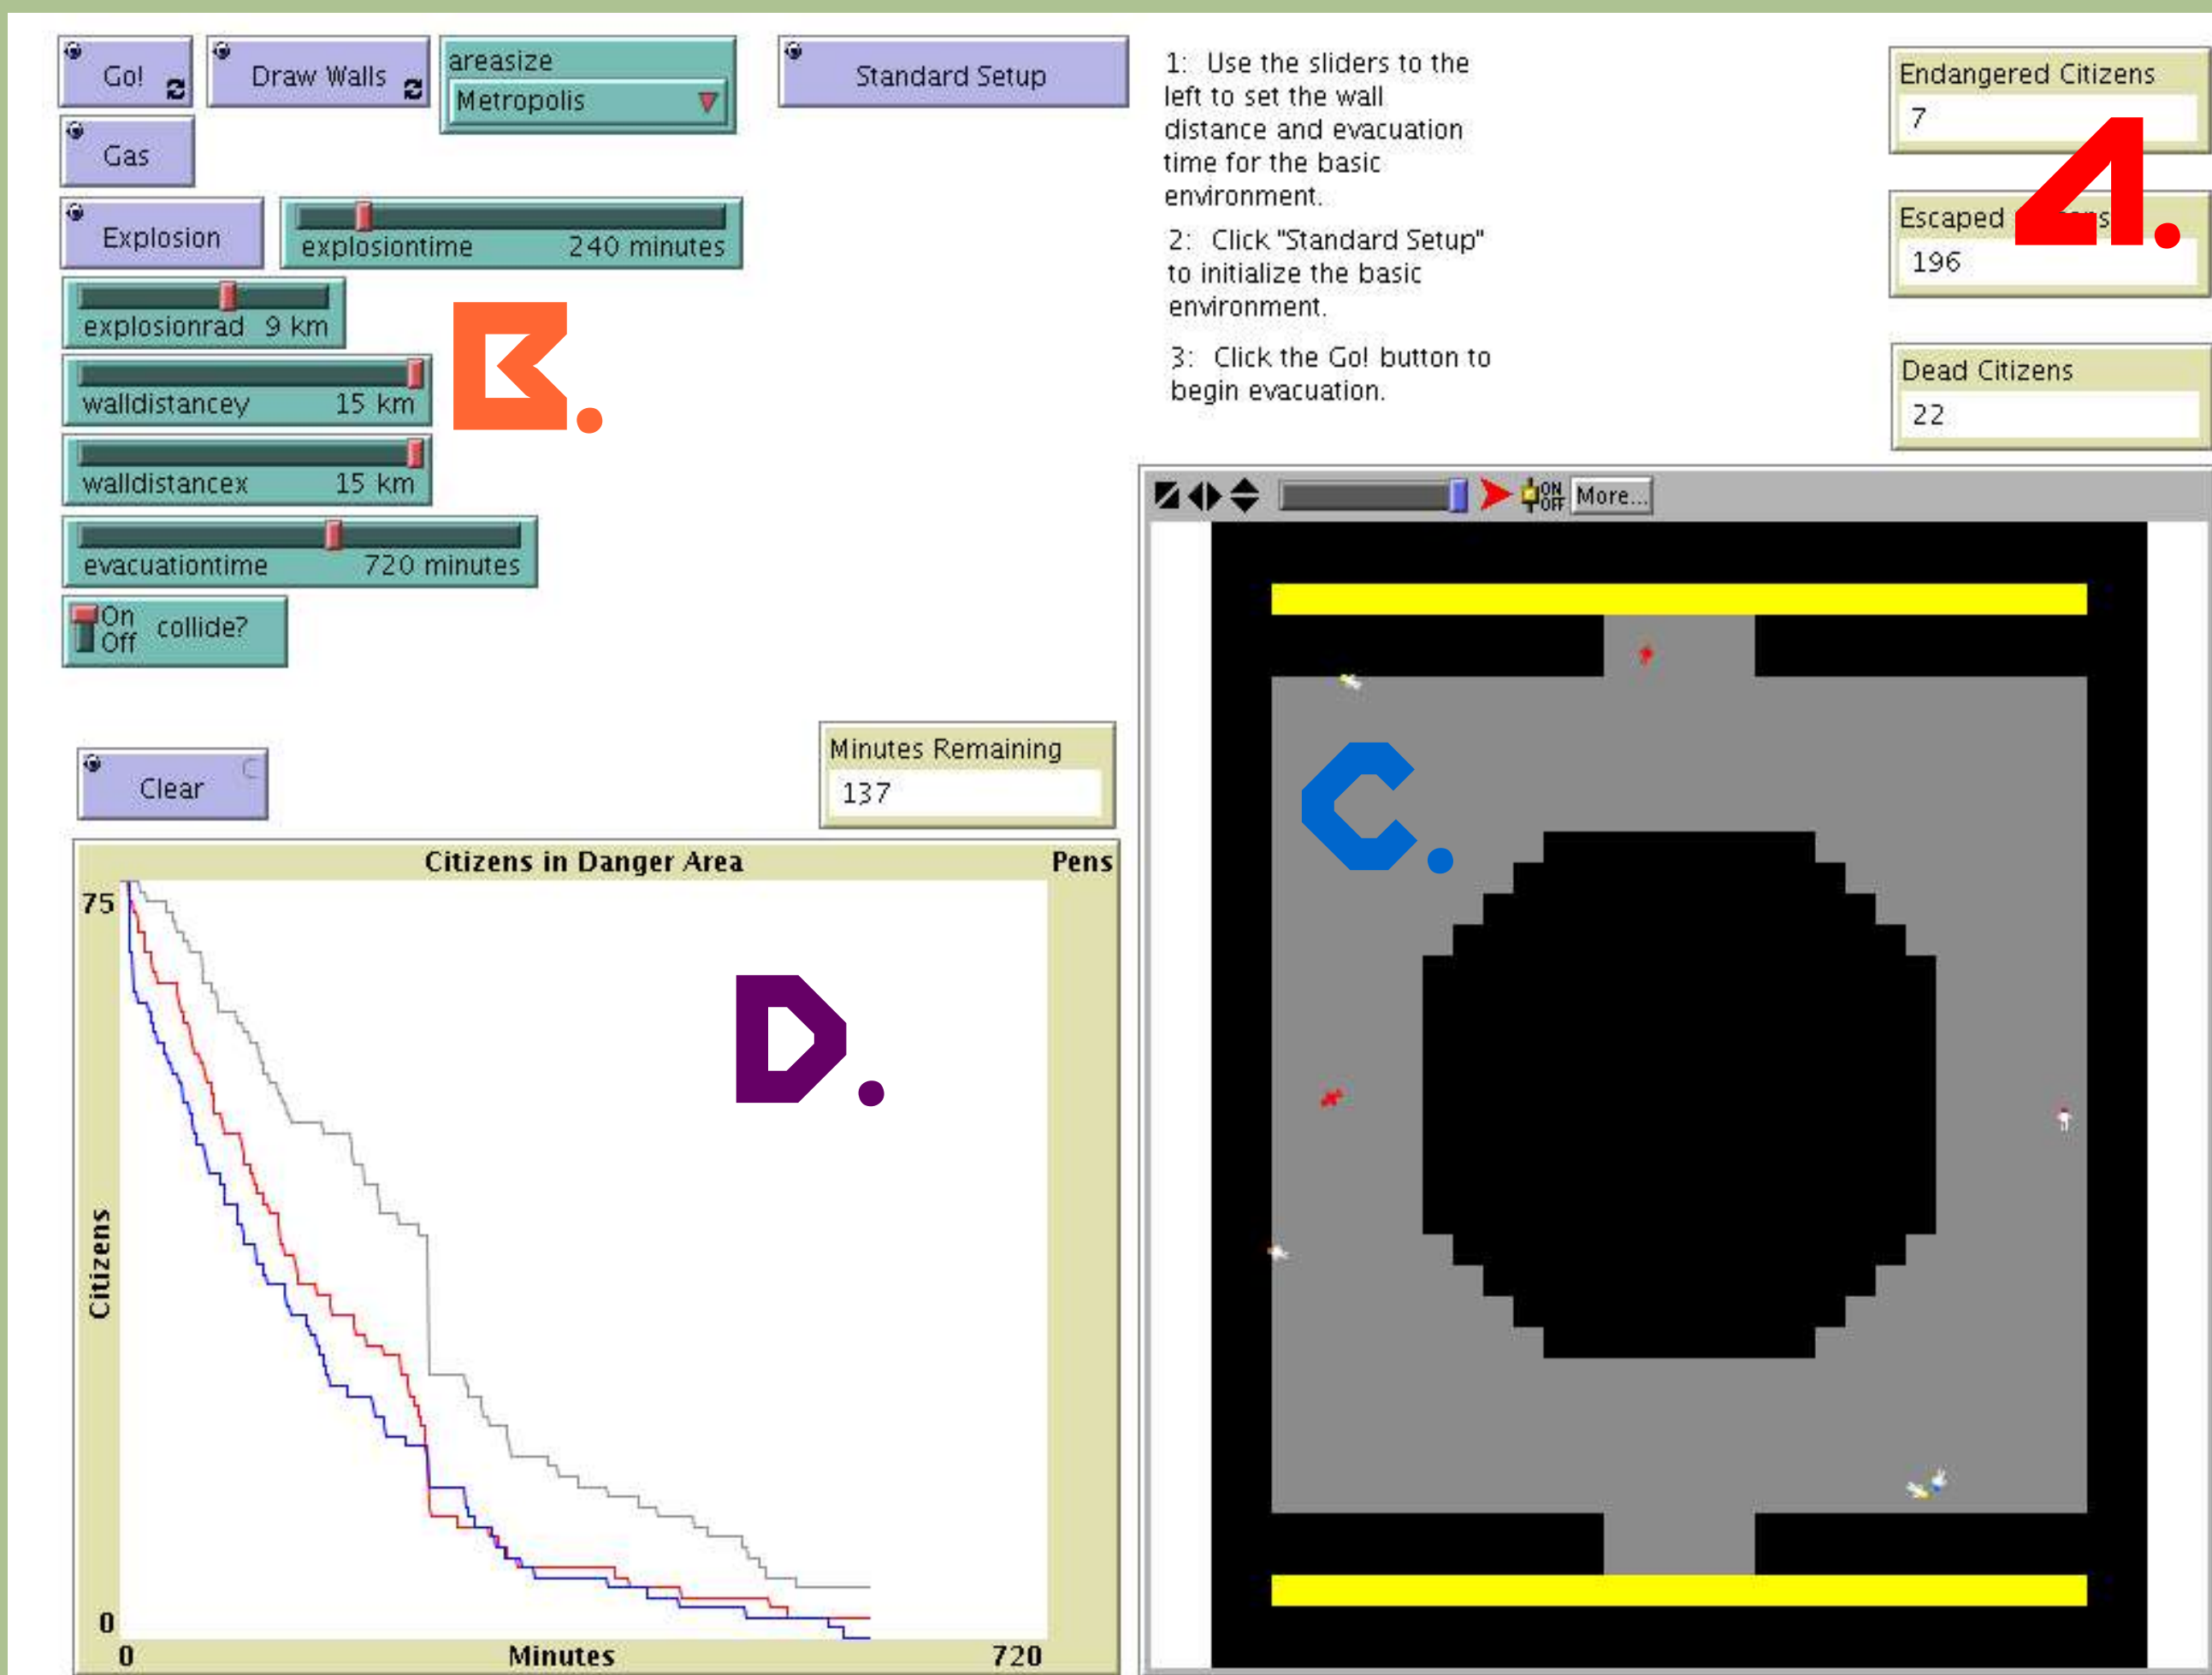 Go!
Draw Walls
areasize
Metropolis
Standard Setup
Gas
Explosion
explosiontime 240 minutes
explosionrad 9 km
walldistancey 15 km
walldistancex 15 km
evacuationtime 720 minutes
On
Off
collide?
B.
1: Use the sliders to the
left to set the wall
distance and evacuation
time for the basic
environment.
2: Click "Standard Setup"
to initialize the basic
environment.
3: Click the Go! button to
begin evacuation.
Endangered Citizens
7
Escaped
196
A.
Dead Citizens
22
ON
OFF
More...
C.
Clear
C
Minutes Remaining
137
Citizens in Danger Area
Pens
75
Citizens
0
0
Minutes
720
D.